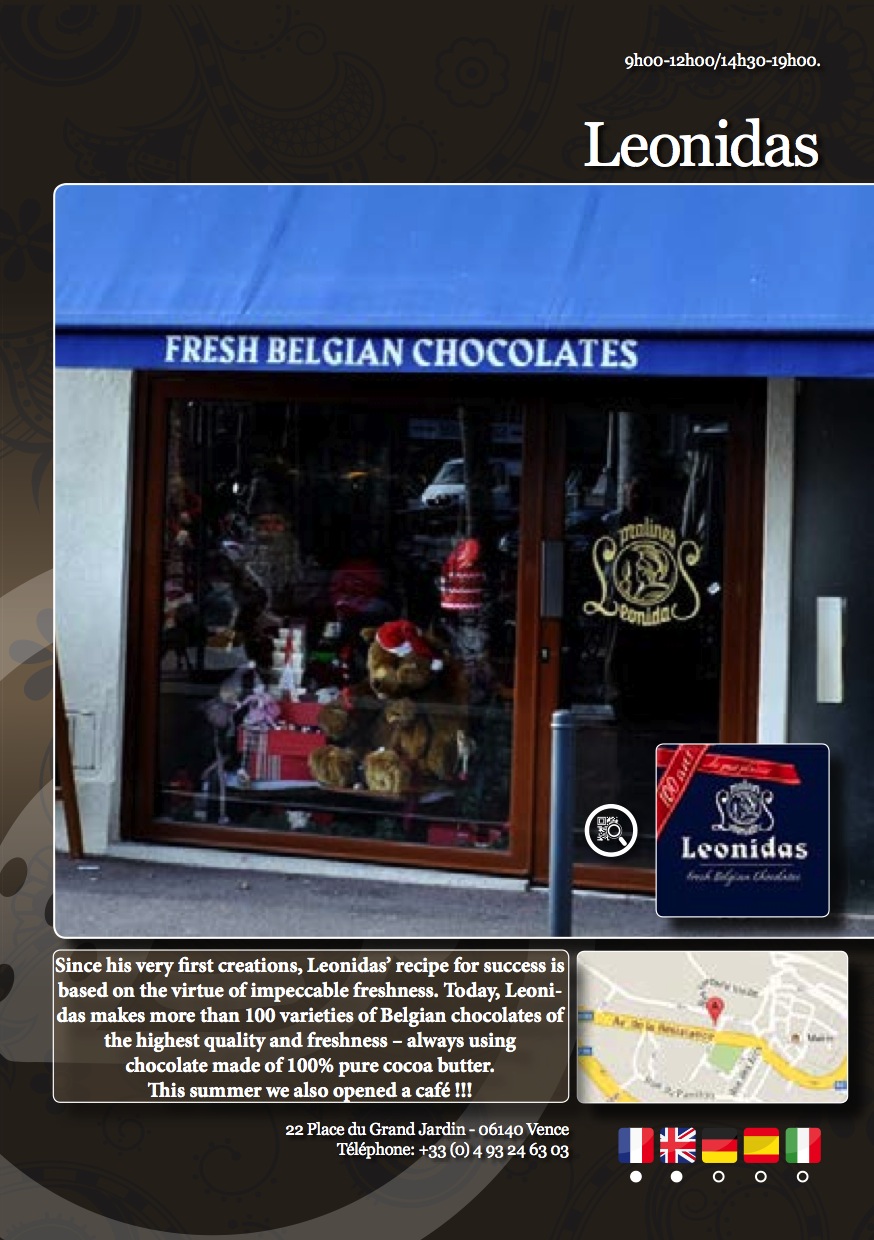 9h00-12h00/14h30-19h00.
Leonidas
FRESH BELGIAN CHOCOLATES
pralines
Leonidas
100 ans
pralines
Leonidas
Fresh Belgian Chocolates
Since his very first creations, Leonidas’ recipe for success is
based on the virtue of impeccable freshness. Today, Leoni-
das makes more than 100 varieties of Belgian chocolates of
the highest quality and freshness – always using
chocolate made of 100% pure cocoa butter.
This summer we also opened a café !!!
Av. de la Résistance
A
Mairie
22 Place du Grand Jardin - 06140 Vence
Téléphone: +33 (0) 4 93 24 63 03